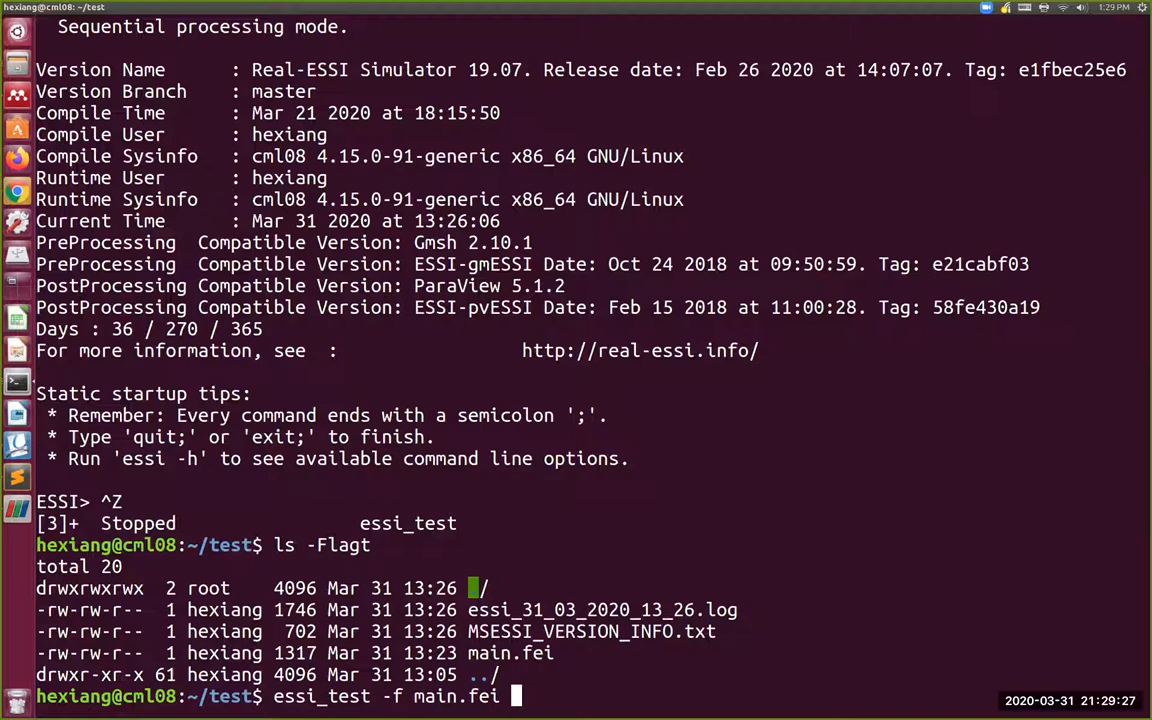 hexiang@cml08: ~/test
1:29 PM
Sequential processing mode.
Version Name : Real-ESSI Simulator 19.07. Release date: Feb 26 2020 at 14:07:07. Tag: e1fbec25e6
Version Branch : master
Compile Time : Mar 21 2020 at 18:15:50
Compile User : hexiang
Compile Sysinfo : cml08 4.15.0-91-generic x86_64 GNU/Linux
Runtime User : hexiang
Runtime Sysinfo : cml08 4.15.0-91-generic x86_64 GNU/Linux
Current Time : Mar 31 2020 at 13:26:06
PreProcessing Compatible Version: Gmsh 2.10.1
PreProcessing Compatible Version: ESSI-gmESSI Date: Oct 24 2018 at 09:50:59. Tag: e21cabf03
PostProcessing Compatible Version: ParaView 5.1.2
PostProcessing Compatible Version: ESSI-pvESSI Date: Feb 15 2018 at 11:00:28. Tag: 58fe430a19
Days : 36 / 270 / 365
For more information, see : http://real-essi.info/
Static startup tips:
* Remember: Every command ends with a semicolon ';'.
* Type 'quit;' or 'exit;' to finish.
* Run 'essi -h' to see available command line options.
ESSI> ^Z
[3]+ Stopped essi_test
hexiang@cml08:~/test$ ls -Flagt
total 20
drwxrwxrwx 2 root 4096 Mar 31 13:26 ./
-rw-rw-r-- 1 hexiang 1746 Mar 31 13:26 essi_31_03_2020_13_26.log
-rw-rw-r-- 1 hexiang 702 Mar 31 13:26 MSESSI_VERSION_INFO.txt
-rw-rw-r-- 1 hexiang 1317 Mar 31 13:23 main.fei
drwxr-xr-x 61 hexiang 4096 Mar 31 13:05 ../
hexiang@cml08:~/test$ essi_test -f main.fei
2020-03-31 21:29:27